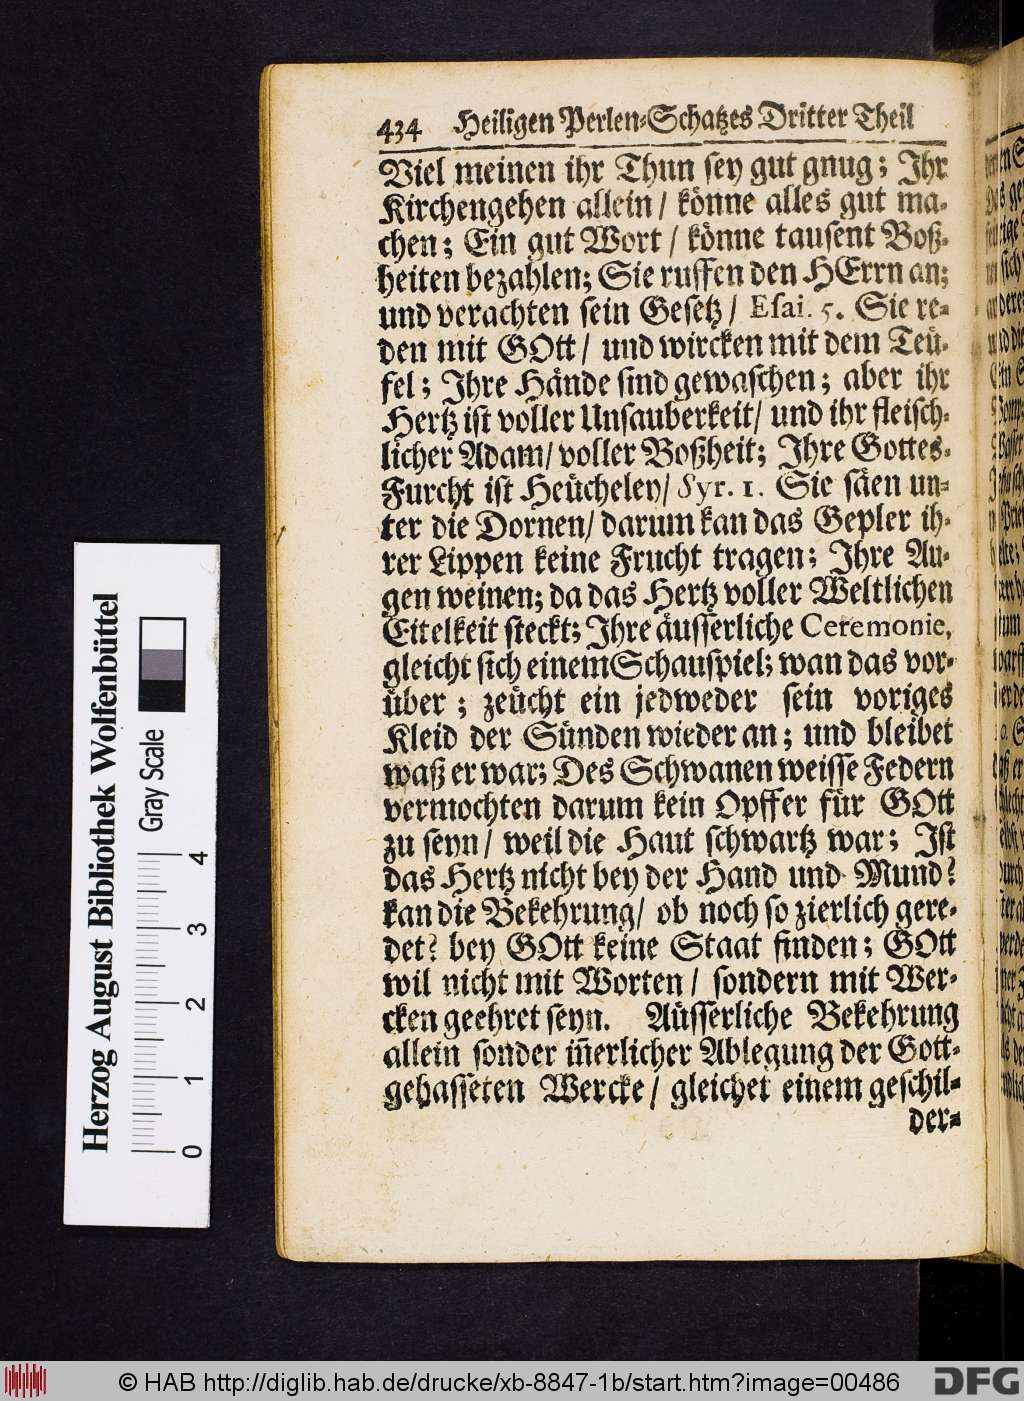 434 Heiligen Perlen-Schatzes Dritter Theil
Viel meinen ihr Thun sey gut gnug; Ihr
Kirchengehen allein/ könne alles gut ma-
chen; Ein gut Wort/ könne tausent Boß-
heiten bezahlen; Sie ruffen den HErrn an;
und verachten sein Gesetz/ Esai. 5. Sie re-
den mit GOtt/ und wircken mit dem Teü-
fel; Ihre Hände sind gewaschen; aber ihr
Hertz ist voller Unsauberkeit/ und ihr fleisch-
licher Adam/ voller Boßheit; Ihre Gottes-
Furcht ist Heücheley/ Syr. 1. Sie säen un-
ter die Dornen/ darum kan das Gepler ih-
rer Lippen keine Frucht tragen; Ihre Au-
gen weinen; da das Hertz voller Weltlichen
Eitelkeit steckt; Ihre äusserliche Ceremonie,
gleicht sich einem Schauspiel; wan das vor-
über; zeücht ein jedweder sein voriges
Kleid der Sünden wieder an; und bleibet
waß er war; Des Schwanen weisse Federn
vermochten darum kein Opffer für GOtt
zu seyn/ weil die Haut schwartz war; Ist
das Hertz nicht bey der Hand und Mund?
kan die Bekehrung/ ob noch so zierlich gere-
det? bey GOtt keine Staat finden; GOtt
wil nicht mit Worten/ sondern mit Wer-
cken geehret seyn. Aüsserliche Bekehrung
allein sonder iñerlicher Ablegung der Gott-
gehasseten Wercke/ gleichet einem geschil-
der-
Herzog August Bibliothek Wolfenbüttel
Gray Scale
0 1 2 3 4
© HAB http://diglib.hab.de/drucke/xb-8847-1b/start.htm?image=00486
DFG